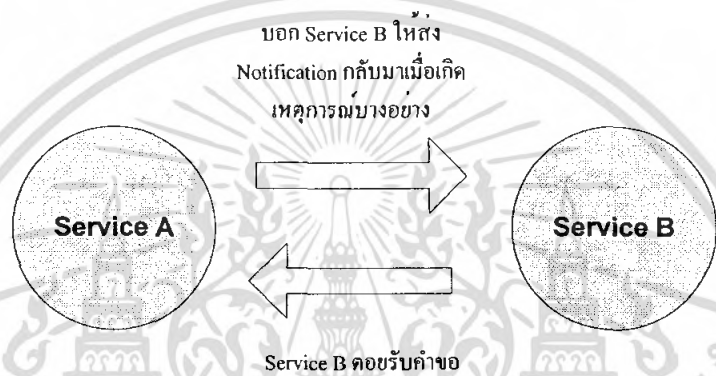 บอก Service B ให้ส่ง
Notification กลับมาเมื่อเกิด
เหตุการณ์บางอย่าง
Service A
Service B
Service B ตอบรับคำขอ